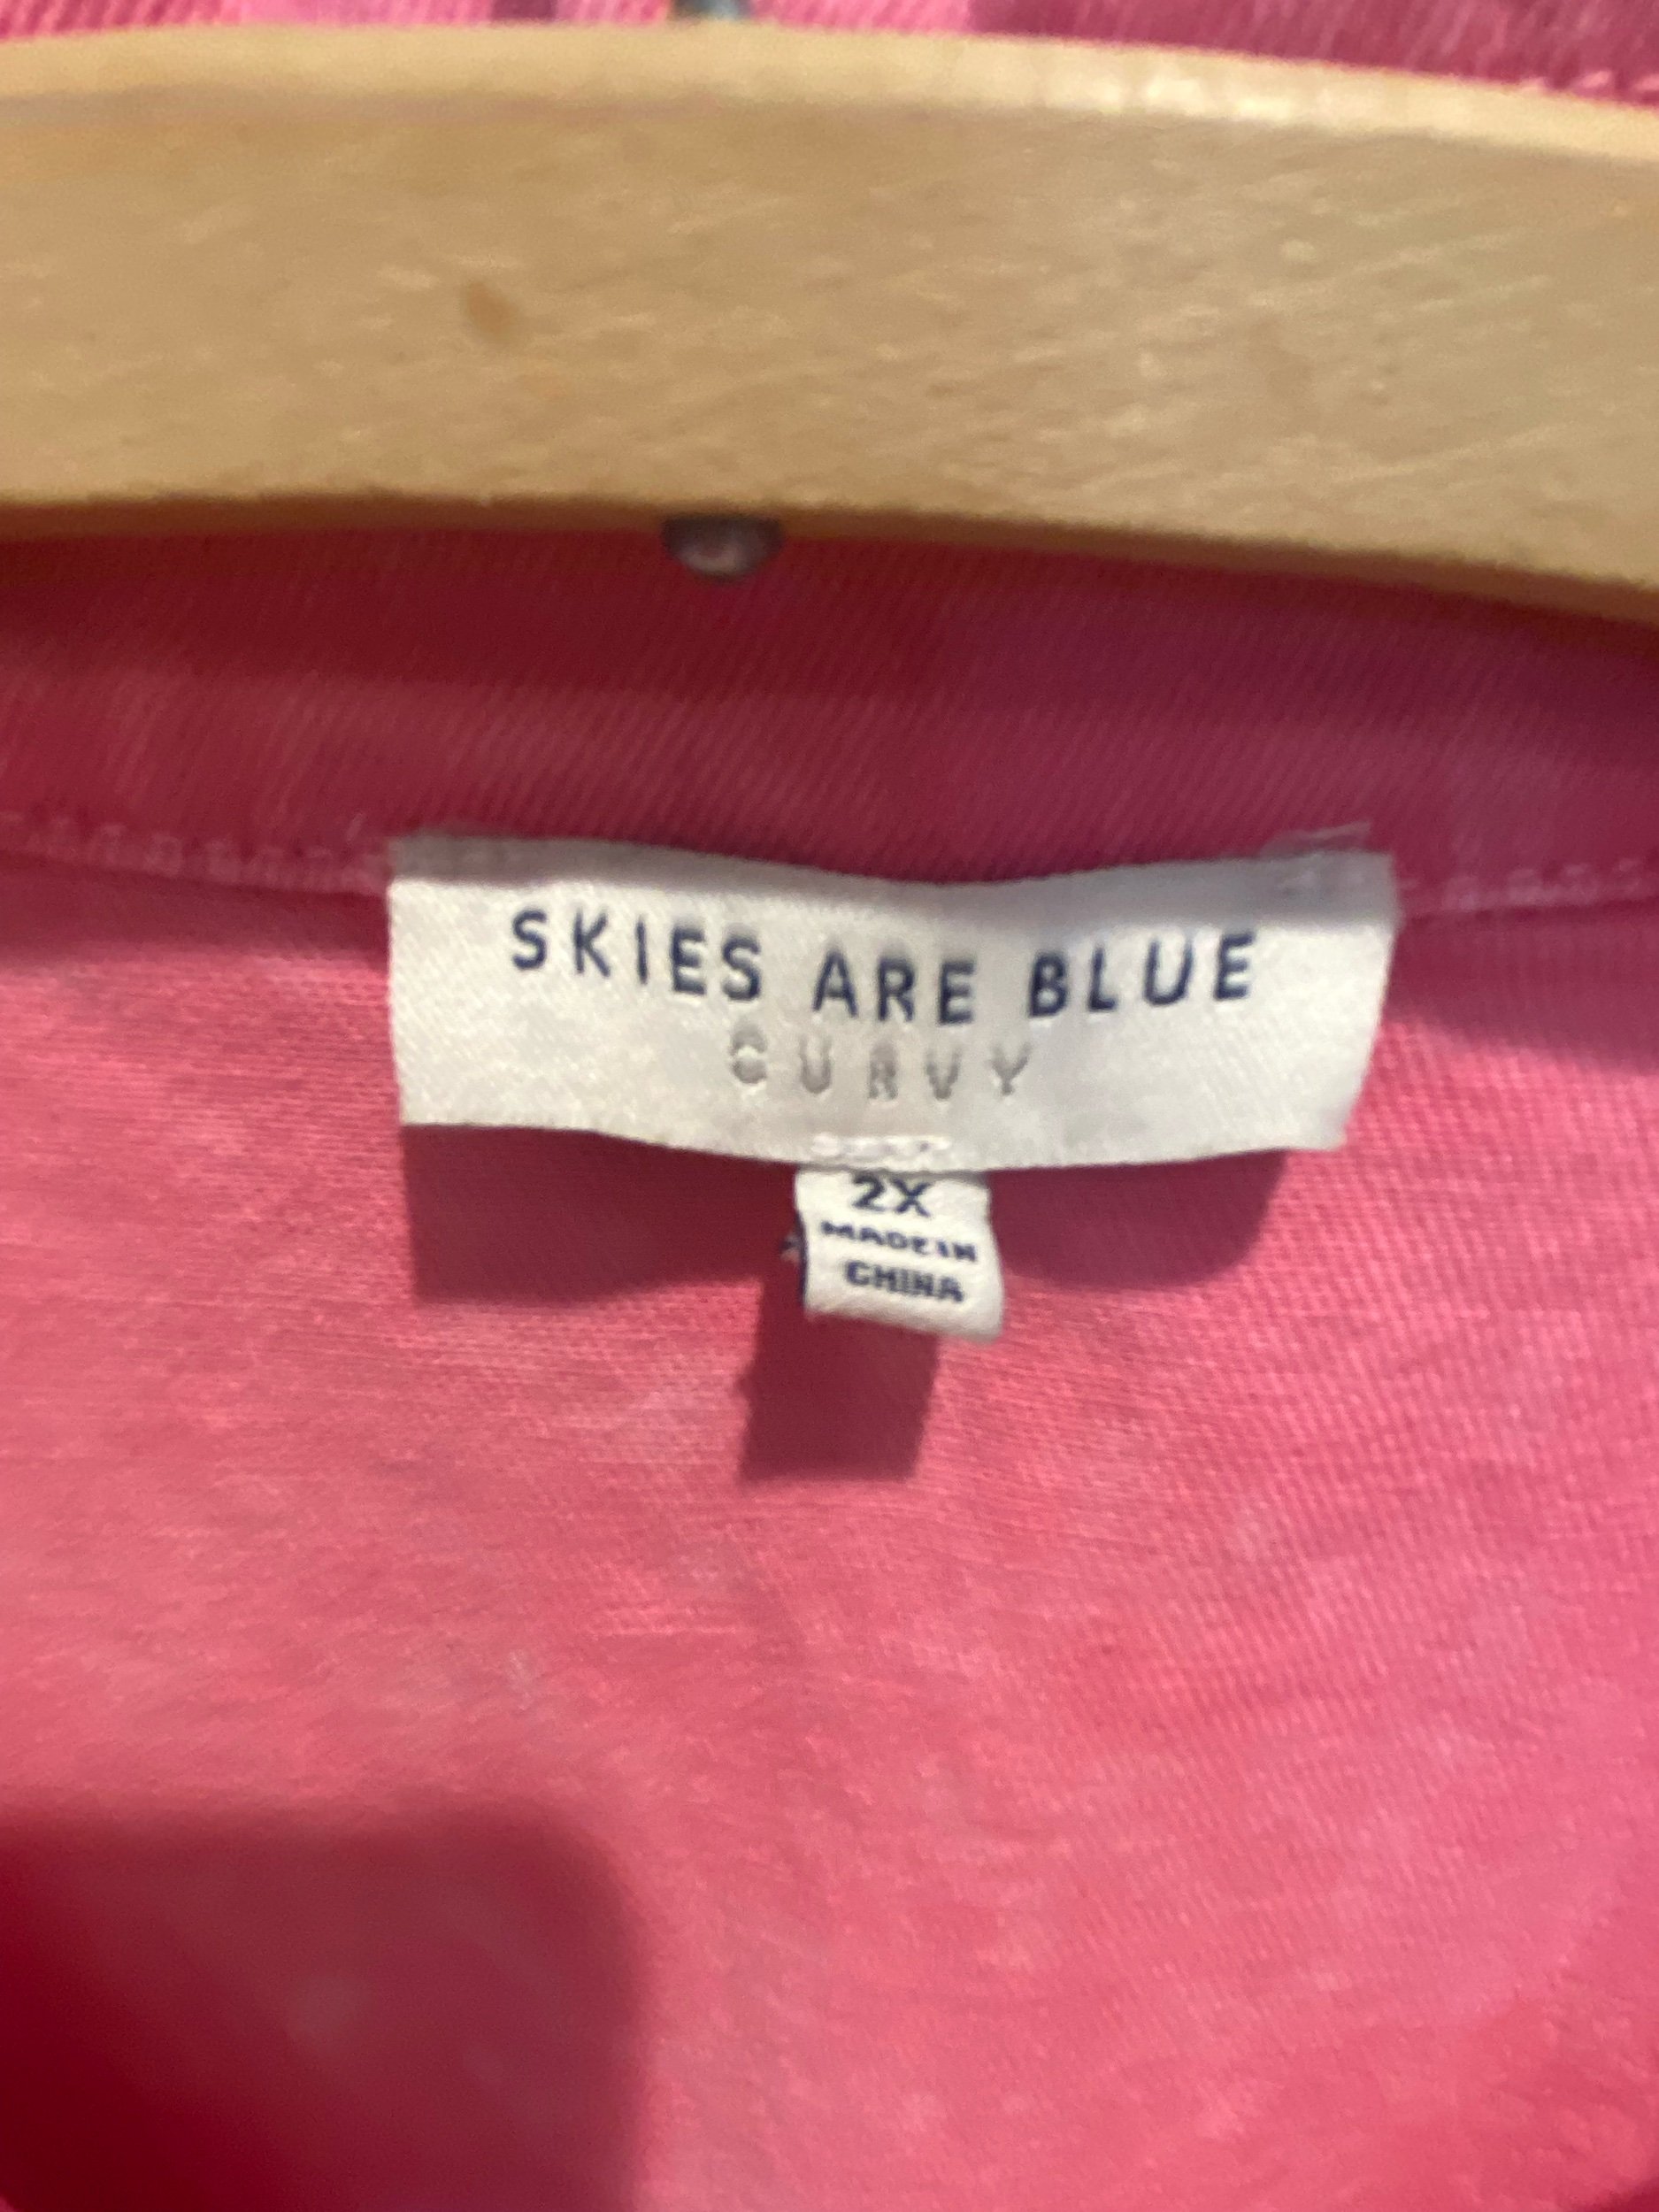 SKIES ARE BLUE
CURVY
2X
MADE IN
CHINA